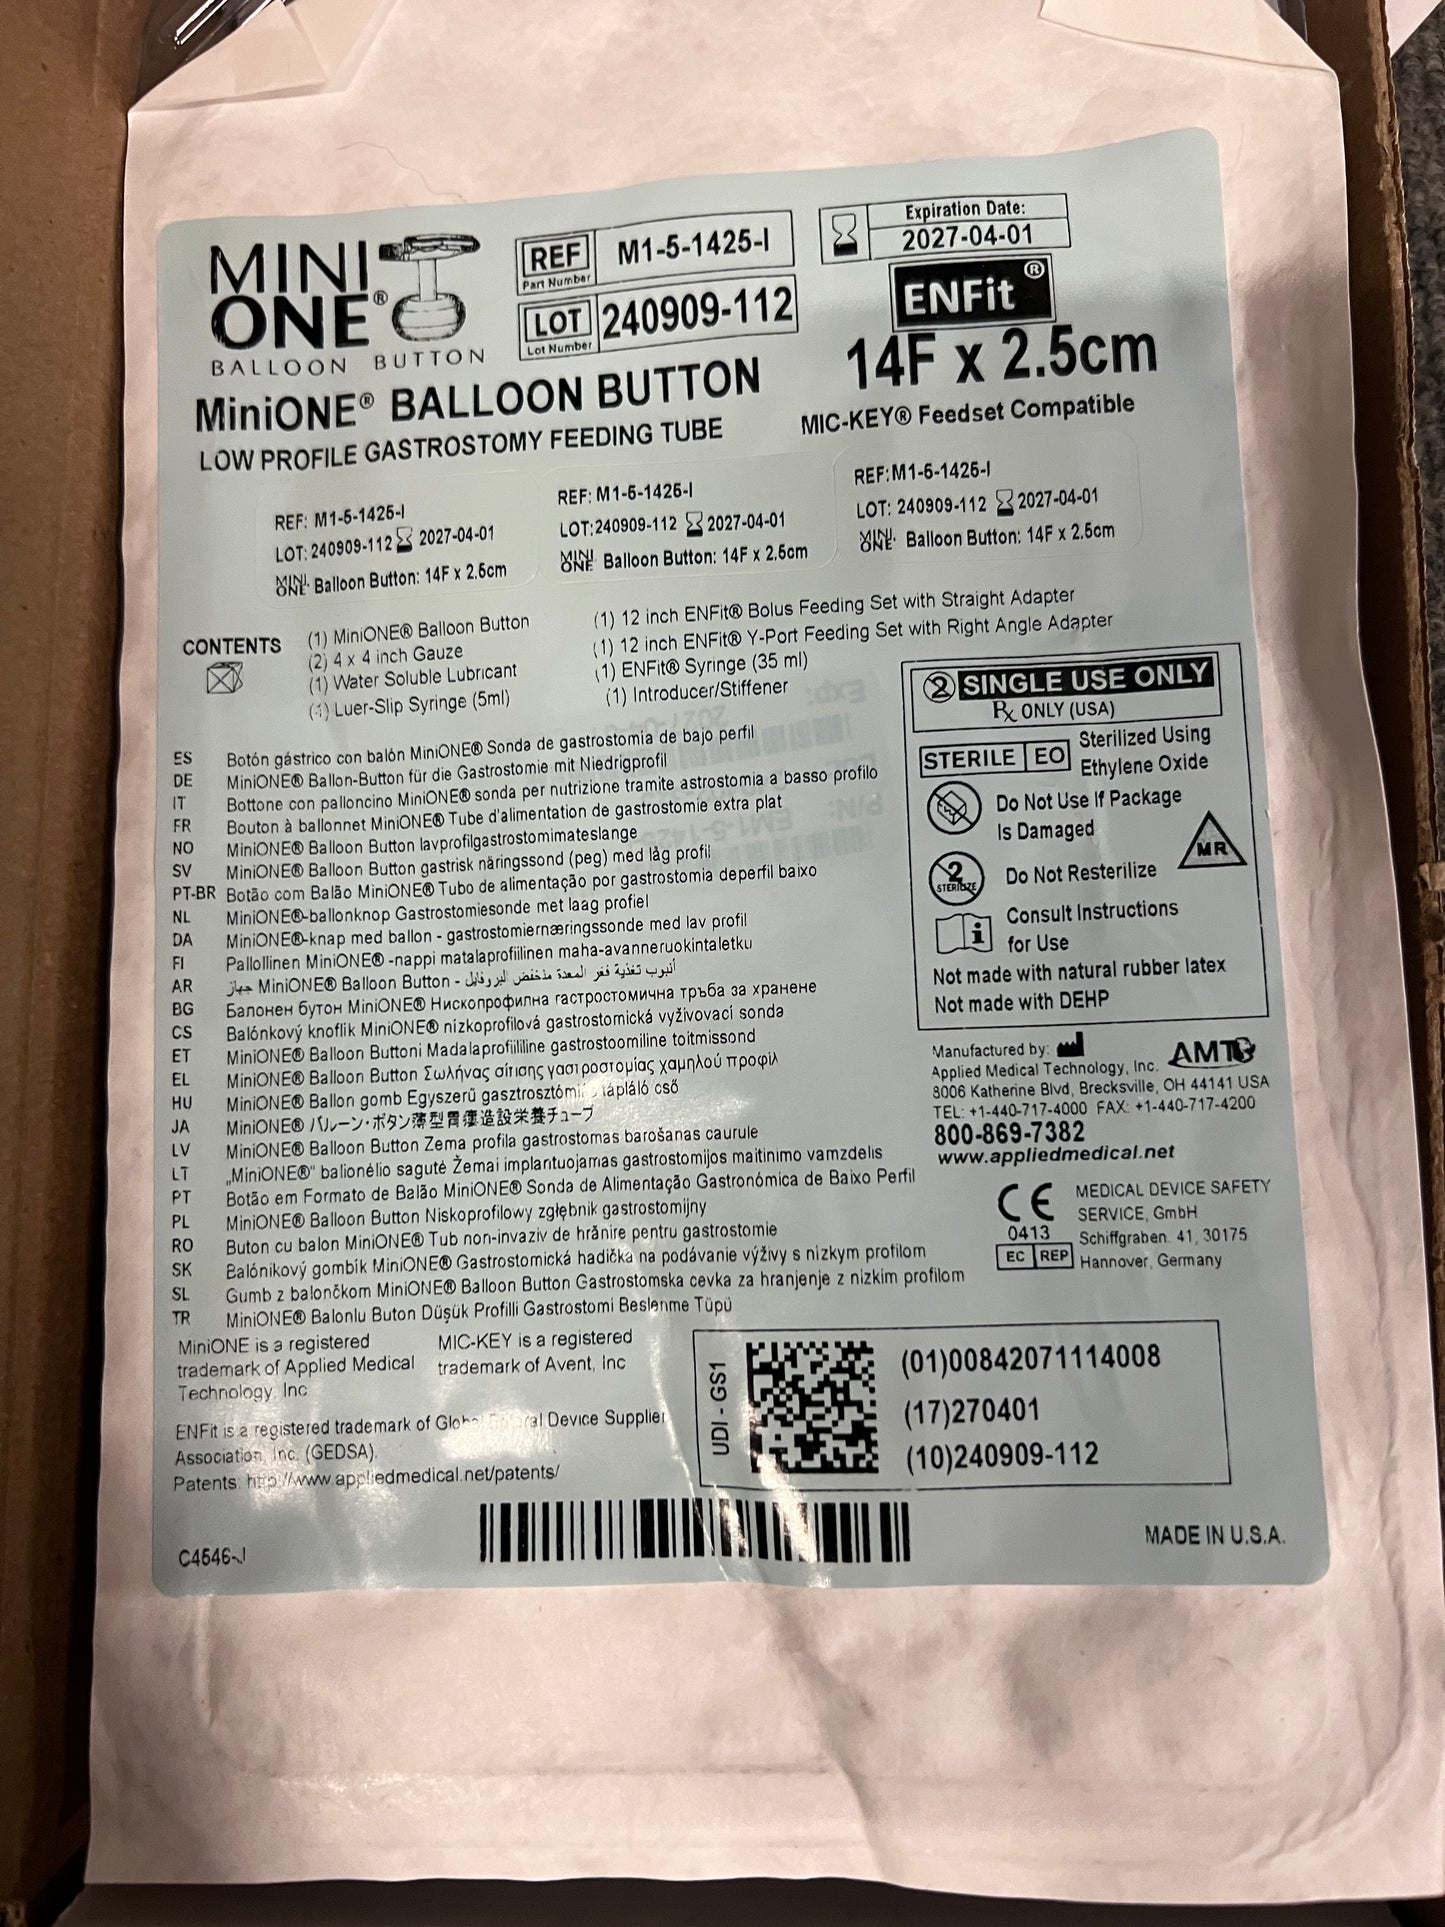 MINI
ONE®
BALLOON BUTTON
REF M1-5-1425-I
Part Number
LOT 240909-112
Lot Number
Expiration Date:
2027-04-01
ENFit®
14F x 2.5cm
MiniONE® BALLOON BUTTON
MIC-KEY® Feedset Compatible
LOW PROFILE GASTROSTOMY FEEDING TUBE
REF: M1-5-1425-I
LOT: 240909-112 2027-04-01
MINI ONE Balloon Button: 14F x 2.5cm
REF: M1-5-1425-I
LOT:240909-112 2027-04-01
MINI ONE Balloon Button: 14F x 2.5cm
REF:M1-5-1425-I
LOT: 240909-112 2027-04-01
MINI ONE Balloon Button: 14F x 2.5cm
CONTENTS
(1) MiniONE® Balloon Button
(2) 4 x 4 inch Gauze
(1) Water Soluble Lubricant
Luer-Slip Syringe (5ml)
(1) 12 inch ENFit® Bolus Feeding Set with Straight Adapter
(1) 12 inch ENFit® Y-Port Feeding Set with Right Angle Adapter
(1) ENFit® Syringe (35 ml)
(1) Introducer/Stiffener
2 SINGLE USE ONLY
Rx ONLY (USA)
STERILE EO Sterilized Using
Ethylene Oxide
Do Not Use If Package
Is Damaged
MR
2 STERILIZE
Do Not Resterilize
Consult Instructions
for Use
Not made with natural rubber latex
Not made with DEHP
ES Botón gástrico con balón MiniONE® Sonda de gastrostomia de bajo perfil
DE MiniONE® Ballon-Button für die Gastrostomie mit Niedrigprofil
IT Bottone con palloncino MiniONE® sonda per nutrizione tramite astrostomia a basso profilo
FR Bouton à ballonnet MiniONE® Tube d'alimentation de gastrostomie extra plat
NO MiniONE® Balloon Button lavprofilgastrostomimateslange
SV MiniONE® Balloon Button gastrisk näringssond (peg) med låg profil
PT-BR Botão com Balão MiniONE® Tubo de alimentação por gastrostomia deperfil baixo
NL MiniONE®-ballonknop Gastrostomiesonde met laag profiel
DA MiniONE®-knap med ballon - gastrostomiernæringssonde med lav profil
FI Pallollinen MiniONE® -nappi matalaprofiilinen maha-avanneruokintaletku
AR جهاز MiniONE® Balloon Button - أنبوب تغذية فغر المعدة منخفض البروفايل
BG Балонен бутон MiniONE® Нископрофилна гастростомична тръба за хранене
CS Balónkový knoflík MiniONE® nízkoprofilová gastrostomická vyživovací sonda
ET MiniONE® Balloon Buttoni Madalaprofiililine gastrostoomiline toitmissond
EL MiniONE® Balloon Button Σωλήνας σίτισης γαστροστομίας χαμηλού προφίλ
HU MiniONE® Ballon gomb Egyszerű tápláló cső
JA MiniONE® バルーン・ボタン薄型胃瘻造設栄養チューブ
LV MiniONE® Balloon Button Zema profila gastrostomas barošanas caurule
LT „MiniONE®“ balionėlio sagutė Žemai implantuojamas gastrostomijos maitinimo vamzdelis
PT Botão em Formato de Balão MiniONE® Sonda de Alimentação Gastronómica de Baixo Perfil
PL MiniONE® Balloon Button Niskoprofilowy zgłębnik gastrostomijny
RO Buton cu balon MiniONE® Tub non-invaziv de hrănire pentru gastrostomie
SK Balónikový gombík MiniONE® Gastrostomická hadička na podávanie výživy s nízkym profilom
SL Gumb z balončkom MiniONE® Balloon Button Gastrostomska cevka za hranjenje z nizkim profilom
TR MiniONE® Balonlu Buton Düşük Profilli Gastrostomi Beslenme Tüpü
Manufactured by:
AMT
Applied Medical Technology, Inc.
8006 Katherine Blvd, Brecksville, OH 44141 USA
TEL: +1-440-717-4000 FAX: +1-440-717-4200
800-869-7382
www.appliedmedical.net
CE
0413
EC REP
MEDICAL DEVICE SAFETY
SERVICE, GmbH
Schiffgraben. 41, 30175
Hannover, Germany
MiniONE is a registered
trademark of Applied Medical
Technology, Inc
MIC-KEY is a registered
trademark of Avent, Inc
ENFit is a registered trademark of Device Supplier
Association, Inc. (GEDSA).
Patents: http://www.appliedmedical.net/patents/
UDI - GS1
(01)00842071114008
(17)270401
(10)240909-112
C4546-I
MADE IN U.S.A.